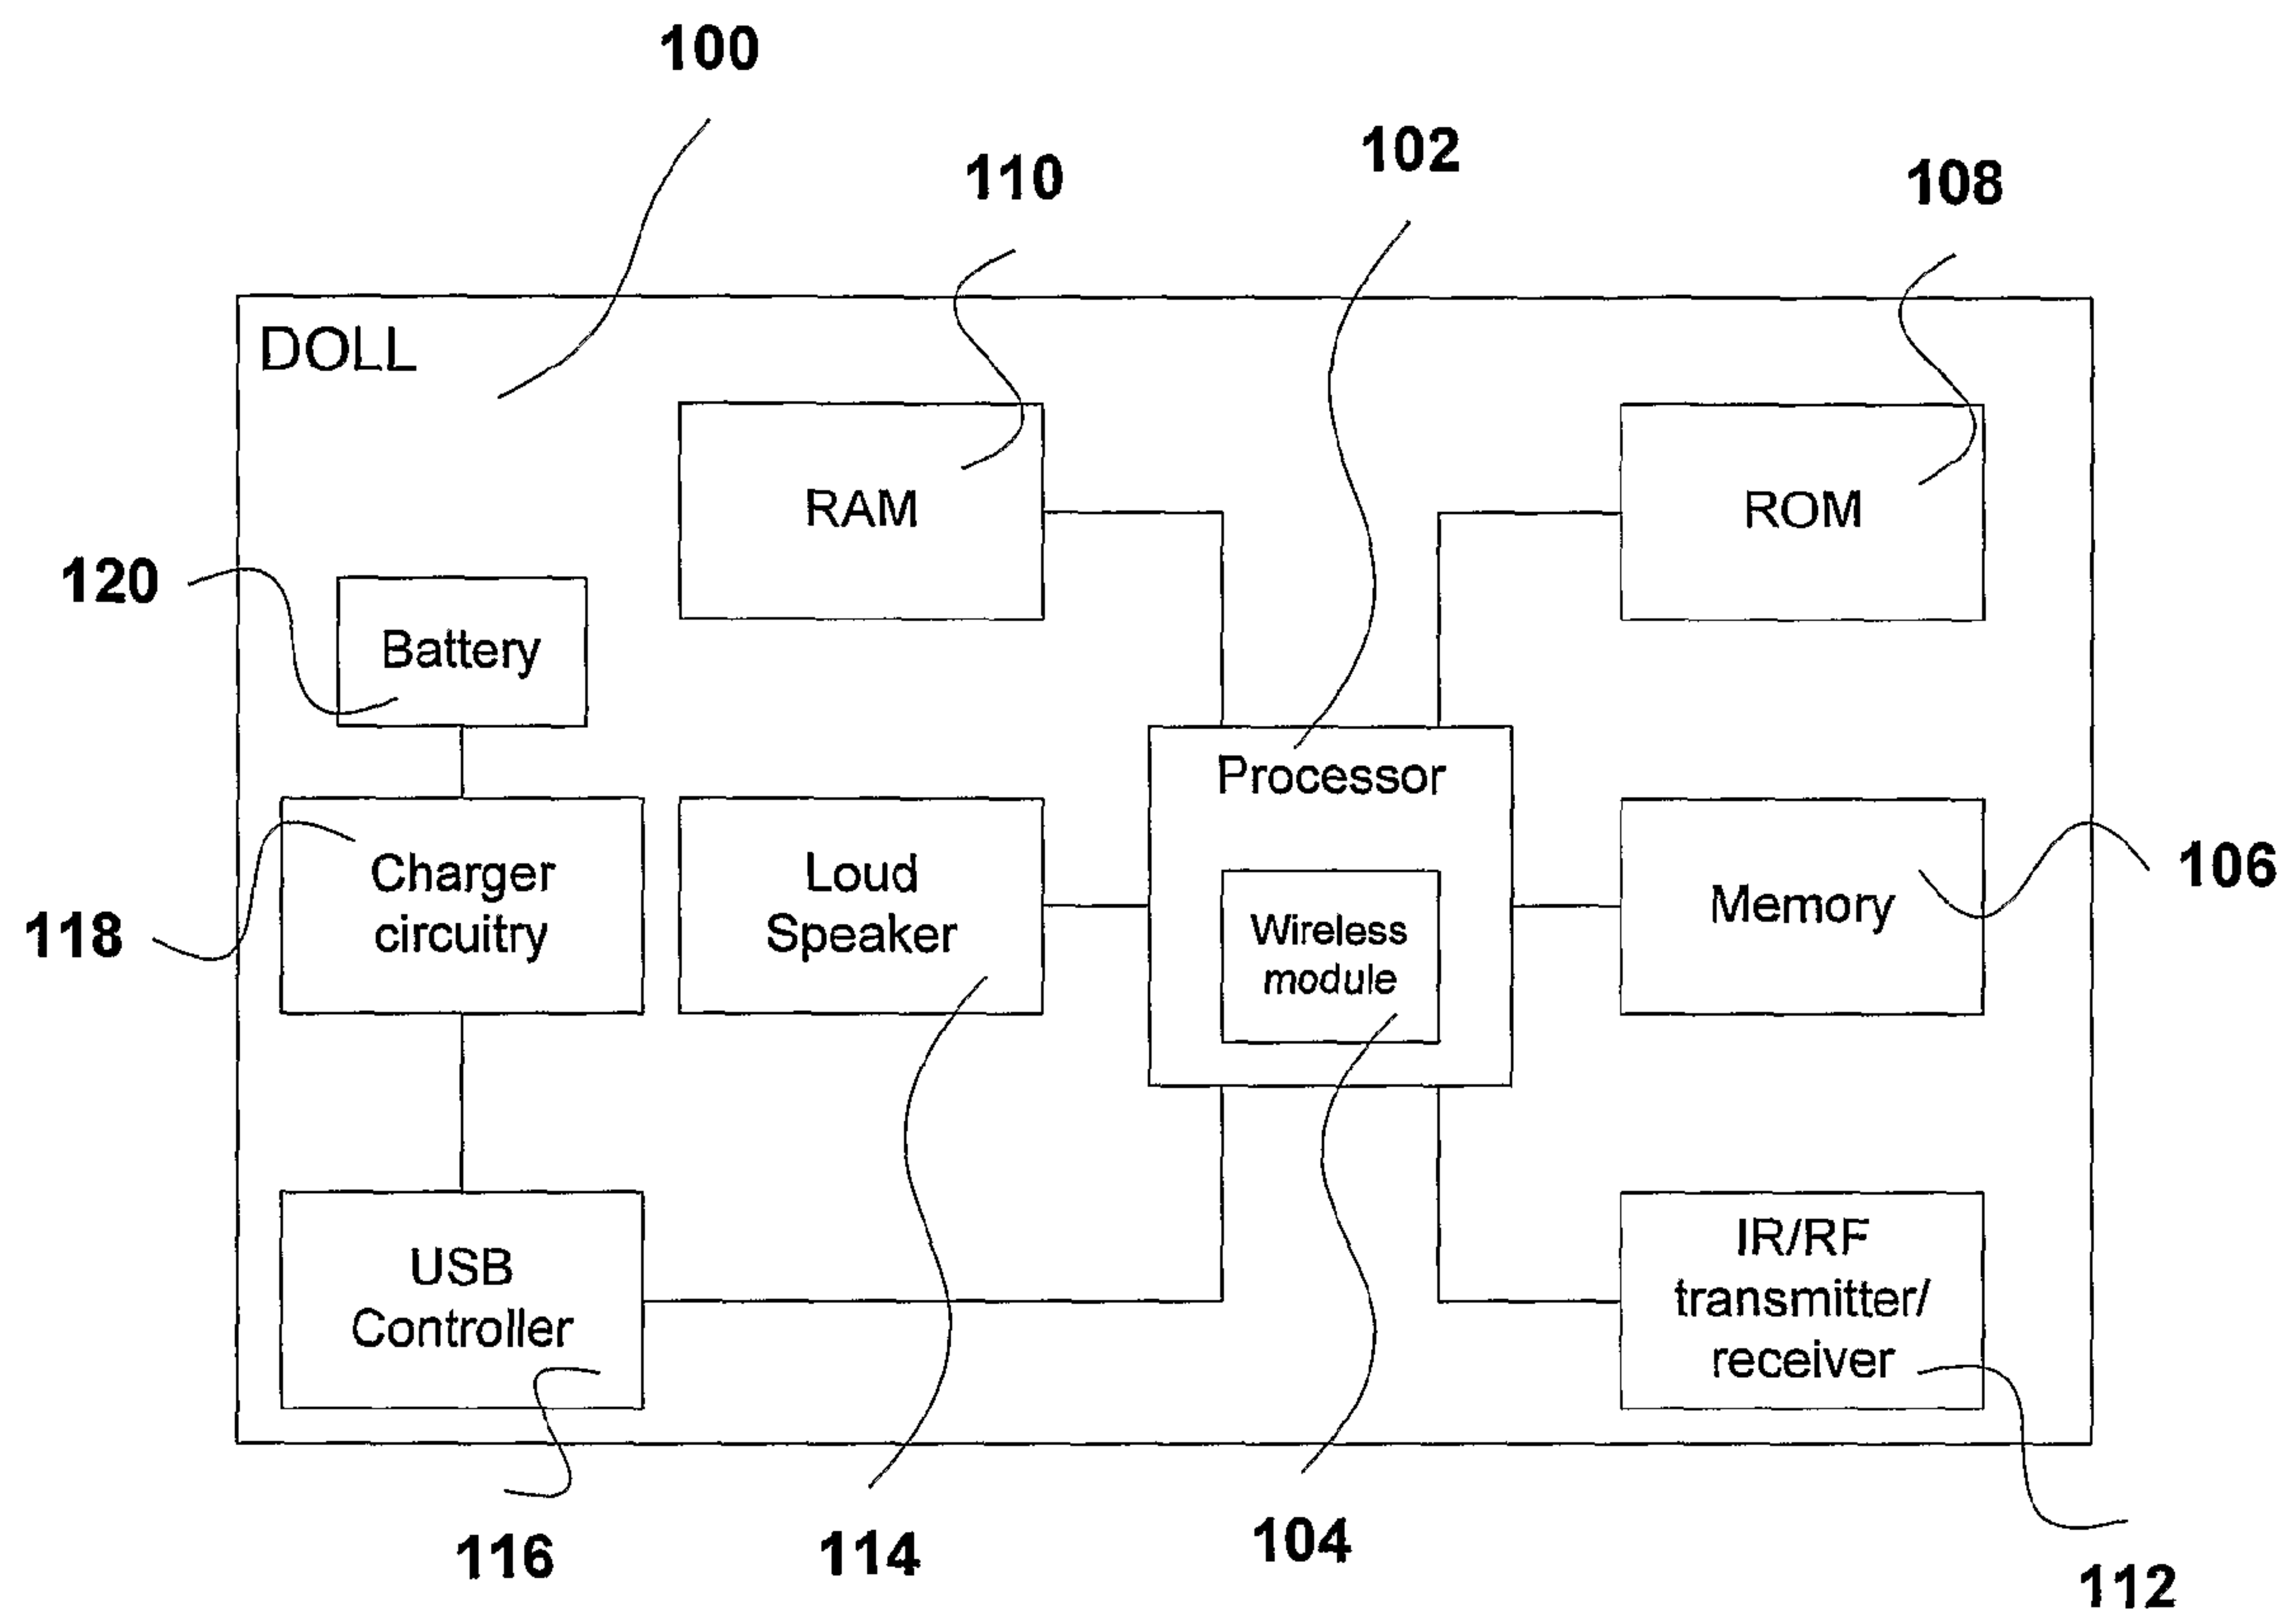 100
110
102
108
DOLL
RAM
ROM
120
Battery
Processor
118
Charger
circuitry
Loud
Speaker
Wireless
module
Memory
106
USB
Controller
IR/RF
transmitter/
receiver
116
114
104
112